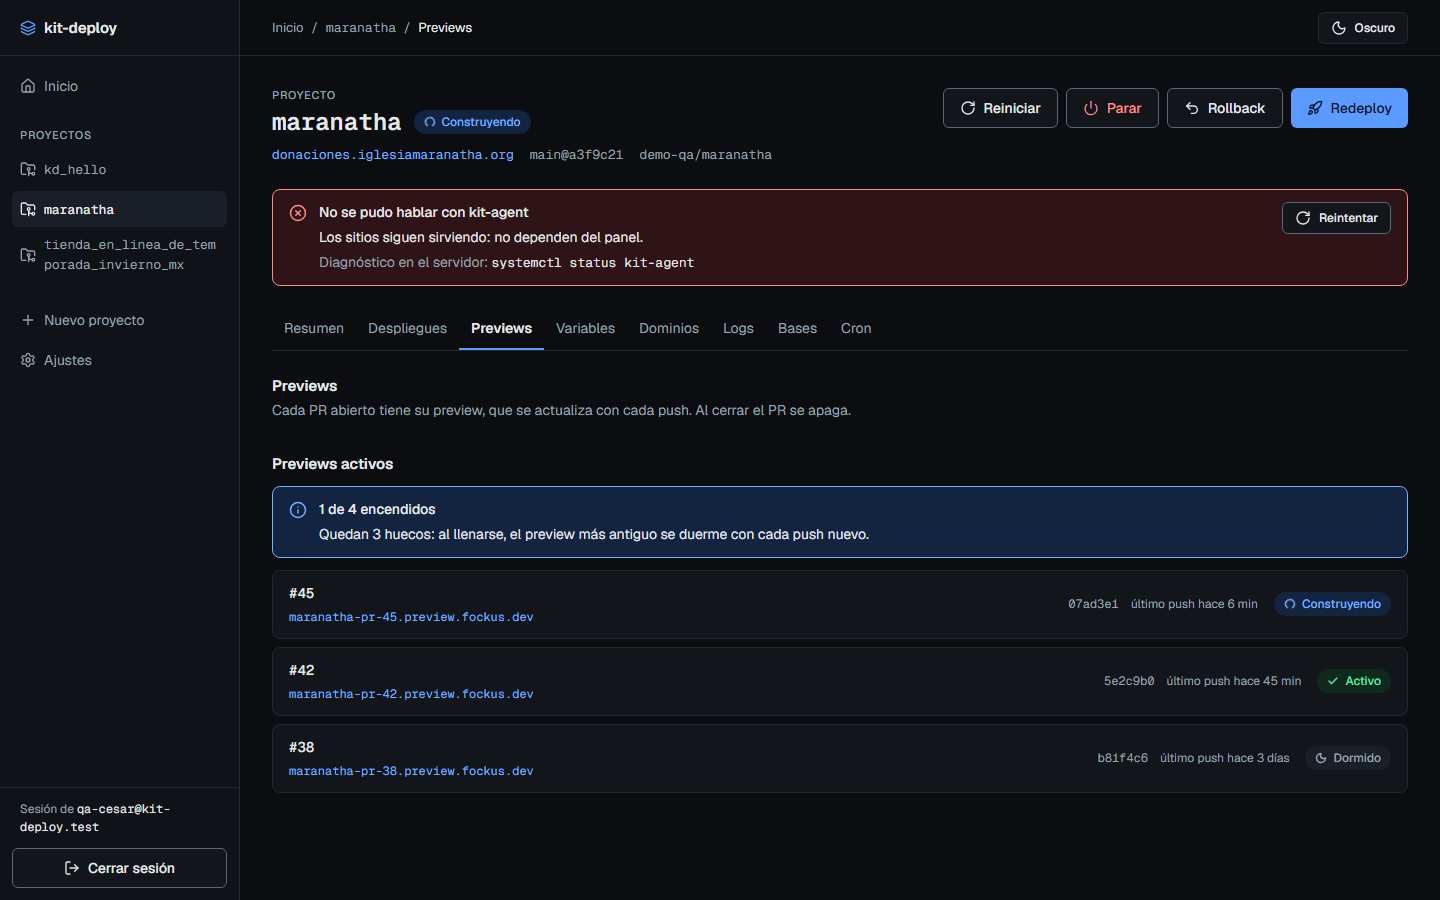 kit-deploy
Inicio
PROYECTOS
kd_hello
maranatha
tienda_en_linea_de_tem
porada_invierno_mx
Nuevo proyecto
Ajustes
Sesión de qa-cesar@kit-
deploy.test
Cerrar sesión
Inicio / maranatha / Previews
Oscuro
PROYECTO
maranatha Construyendo
donaciones.iglesiamaranatha.org main@a3f9c21 demo-qa/maranatha
Reiniciar Parar Rollback Redeploy
No se pudo hablar con kit-agent
Los sitios siguen sirviendo: no dependen del panel.
Diagnóstico en el servidor: systemctl status kit-agent
Reintentar
Resumen Despliegues Previews Variables Dominios Logs Bases Cron
Previews
Cada PR abierto tiene su preview, que se actualiza con cada push. Al cerrar el PR se apaga.
Previews activos
1 de 4 encendidos
Quedan 3 huecos: al llenarse, el preview más antiguo se duerme con cada push nuevo.
#45
maranatha-pr-45.preview.fockus.dev
07ad3e1 último push hace 6 min Construyendo
#42
maranatha-pr-42.preview.fockus.dev
5e2c9b0 último push hace 45 min Activo
#38
maranatha-pr-38.preview.fockus.dev
b81f4c6 último push hace 3 días Dormido